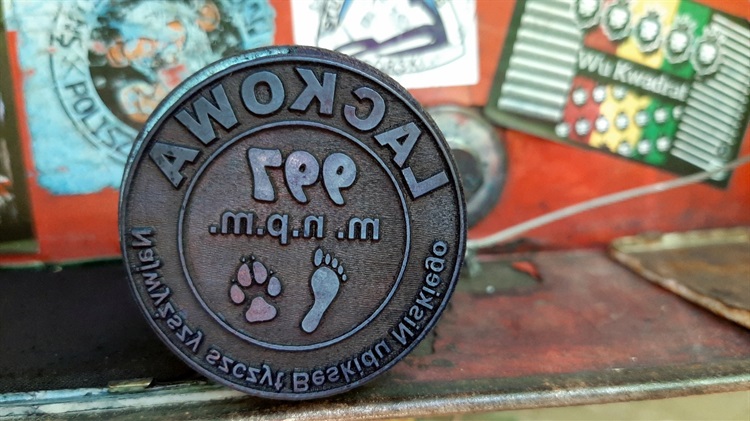 LACKOWA
997
m. n.p.m.
Najwyższy szczyt Beskidu Niskiego
Wu Kwadrat